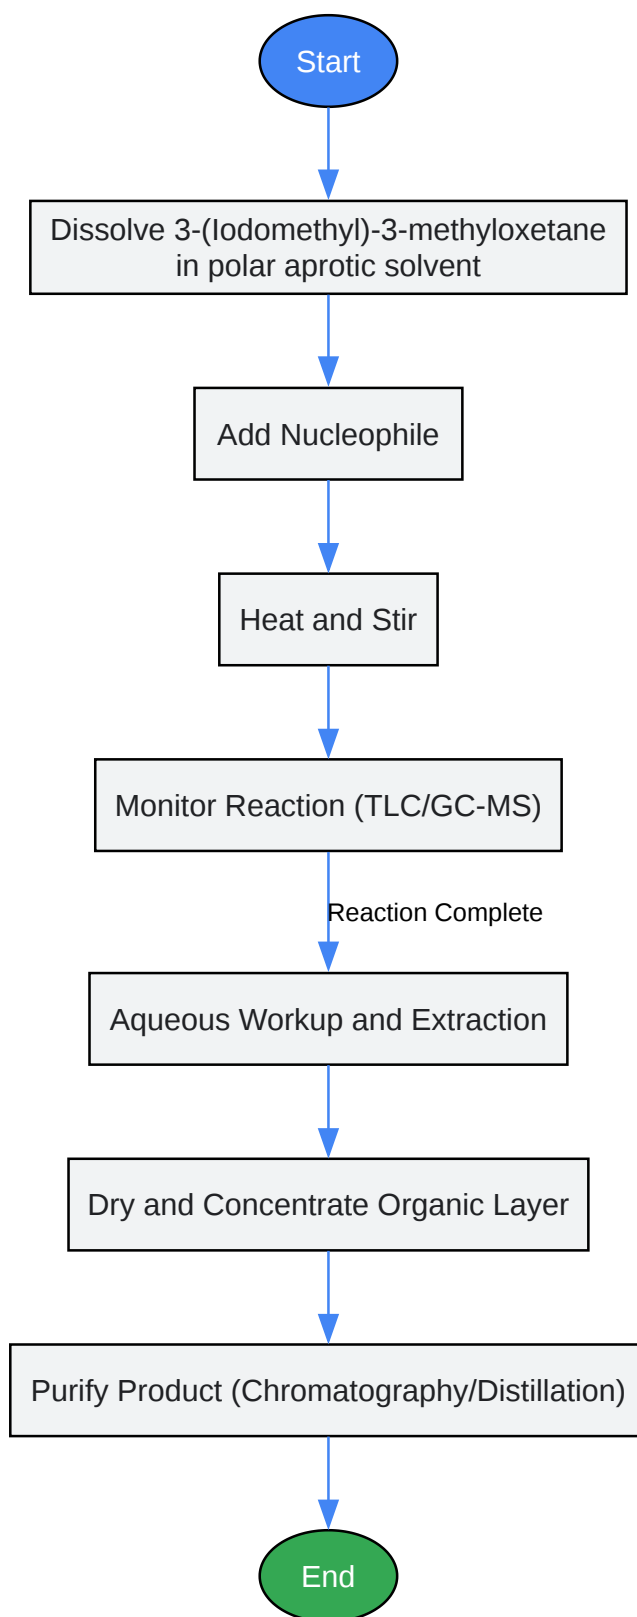 Start
Dissolve 3-(Iodomethyl)-3-methyloxetane
in polar aprotic solvent
Add Nucleophile
Heat and Stir
Monitor Reaction (TLC/GC-MS)
Reaction Complete
Aqueous Workup and Extraction
Dry and Concentrate Organic Layer
Purify Product (Chromatography/Distillation)
End